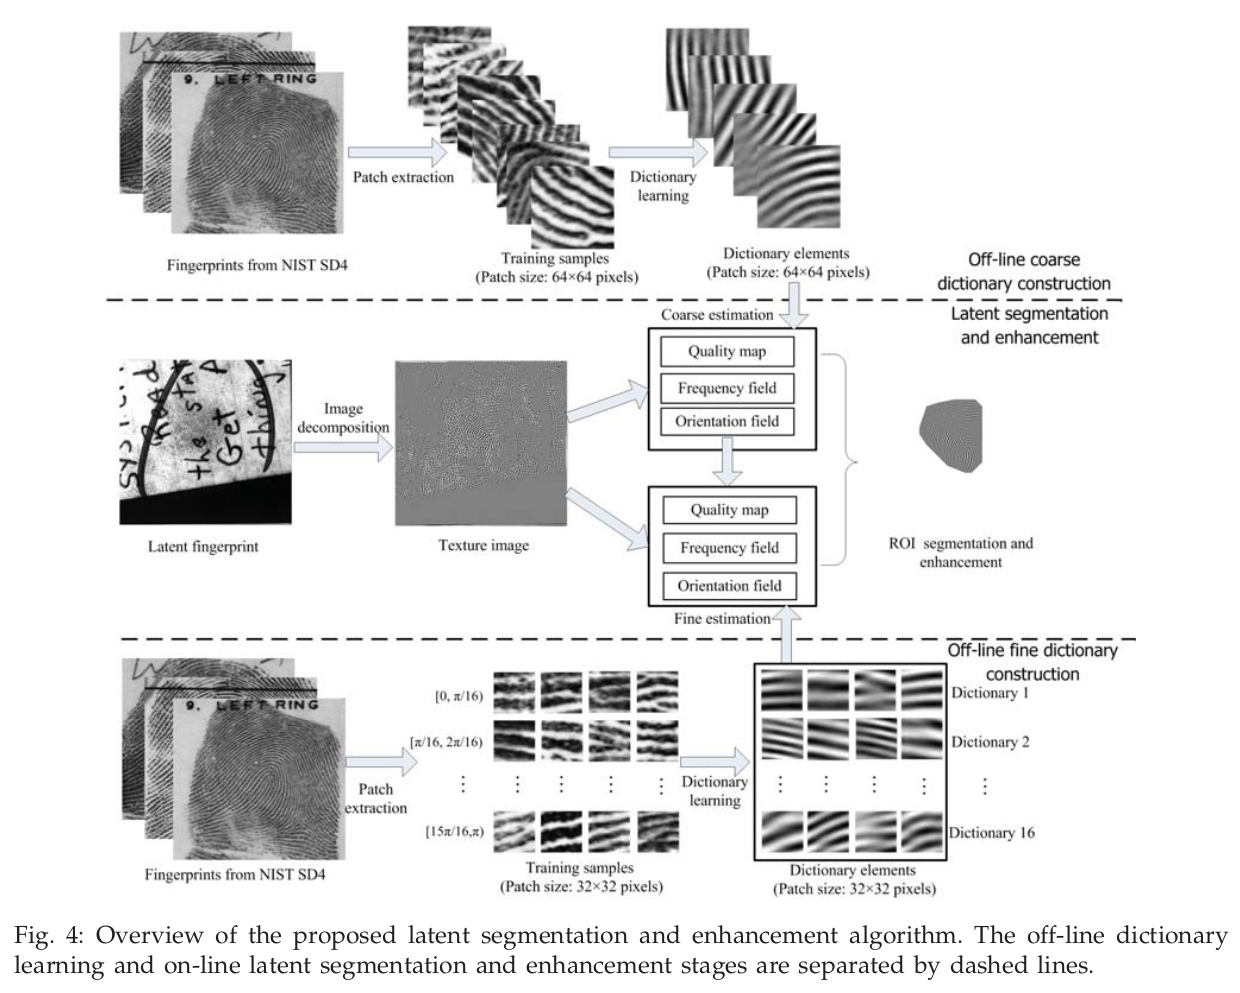 9. LEFT RING
Patch extraction
Dictionary
learning
Fingerprints from NIST SD4
Training samples
(Patch size: 64×64 pixels)
Dictionary elements
(Patch size: 64×64 pixels)
Off-line coarse
dictionary construction
Coarse estimation
Latent segmentation
and enhancement
Quality map
Frequency field
Orientation field
Image
decomposition
the sta
Get
thing
Latent fingerprint
Texture image
Quality map
Frequency field
Orientation field
ROI segmentation and
enhancement
Fine estimation
Off-line fine dictionary
construction
9. LEFT RING
[0, π/16)
Dictionary 1
[π/16, 2π/16)
Dictionary 2
Patch
extraction
Dictionary
learning
[15π/16,π)
Dictionary 16
Fingerprints from NIST SD4
Training samples
(Patch size: 32×32 pixels)
Dictionary elements
(Patch size: 32×32 pixels)
Fig. 4: Overview of the proposed latent segmentation and enhancement algorithm. The off-line dictionary
learning and on-line latent segmentation and enhancement stages are separated by dashed lines.